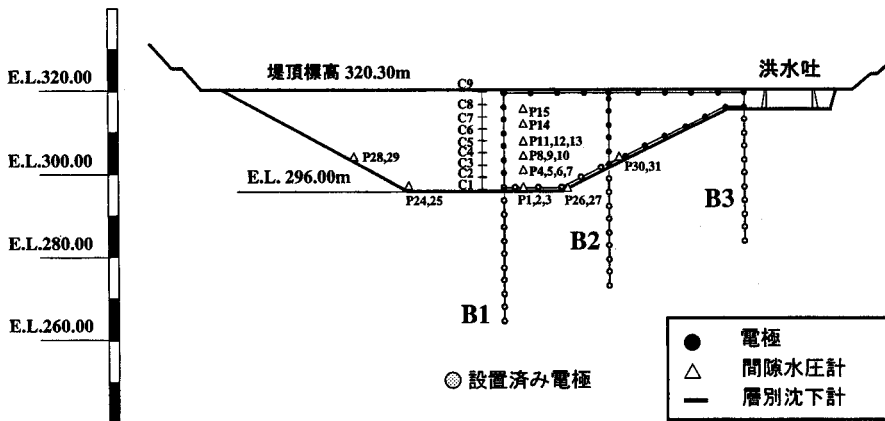 E.L.320.00
E.L.300.00
E.L.280.00
E.L.260.00
堤頂標高 320.30m
洪水吐
C9
C8
C7
C6
C5
C4
C3
C2
C1
P15
P14
P11,12,13
P8,9,10
P4,5,6,7
P28,29
P30,31
E.L. 296.00m
P24,25
P1,2,3
P26,27
B1
B2
B3
設置済み電極
電極
間隙水圧計
層別沈下計